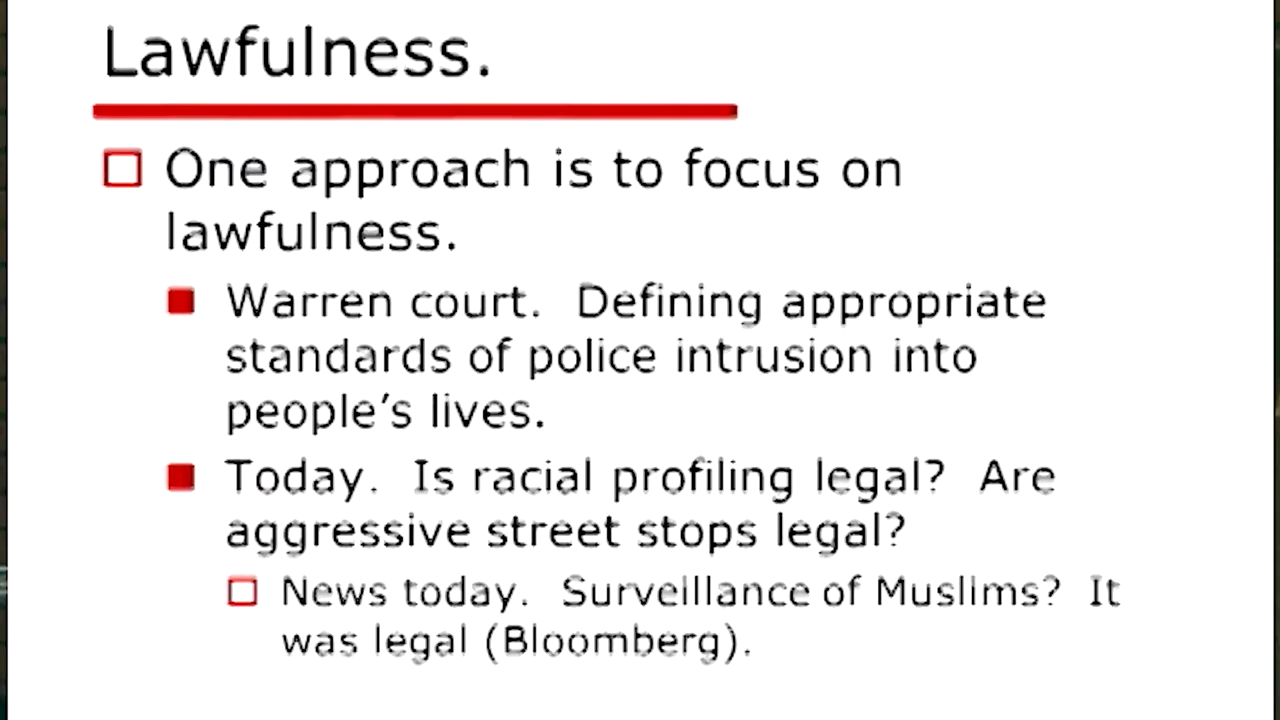 Lawfulness.
One approach is to focus on
lawfulness.
Warren court.  Defining appropriate
standards of police intrusion into
people’s lives.
Today.  Is racial profiling legal?  Are
aggressive street stops legal?
News today.  Surveillance of Muslims?  It
was legal (Bloomberg).